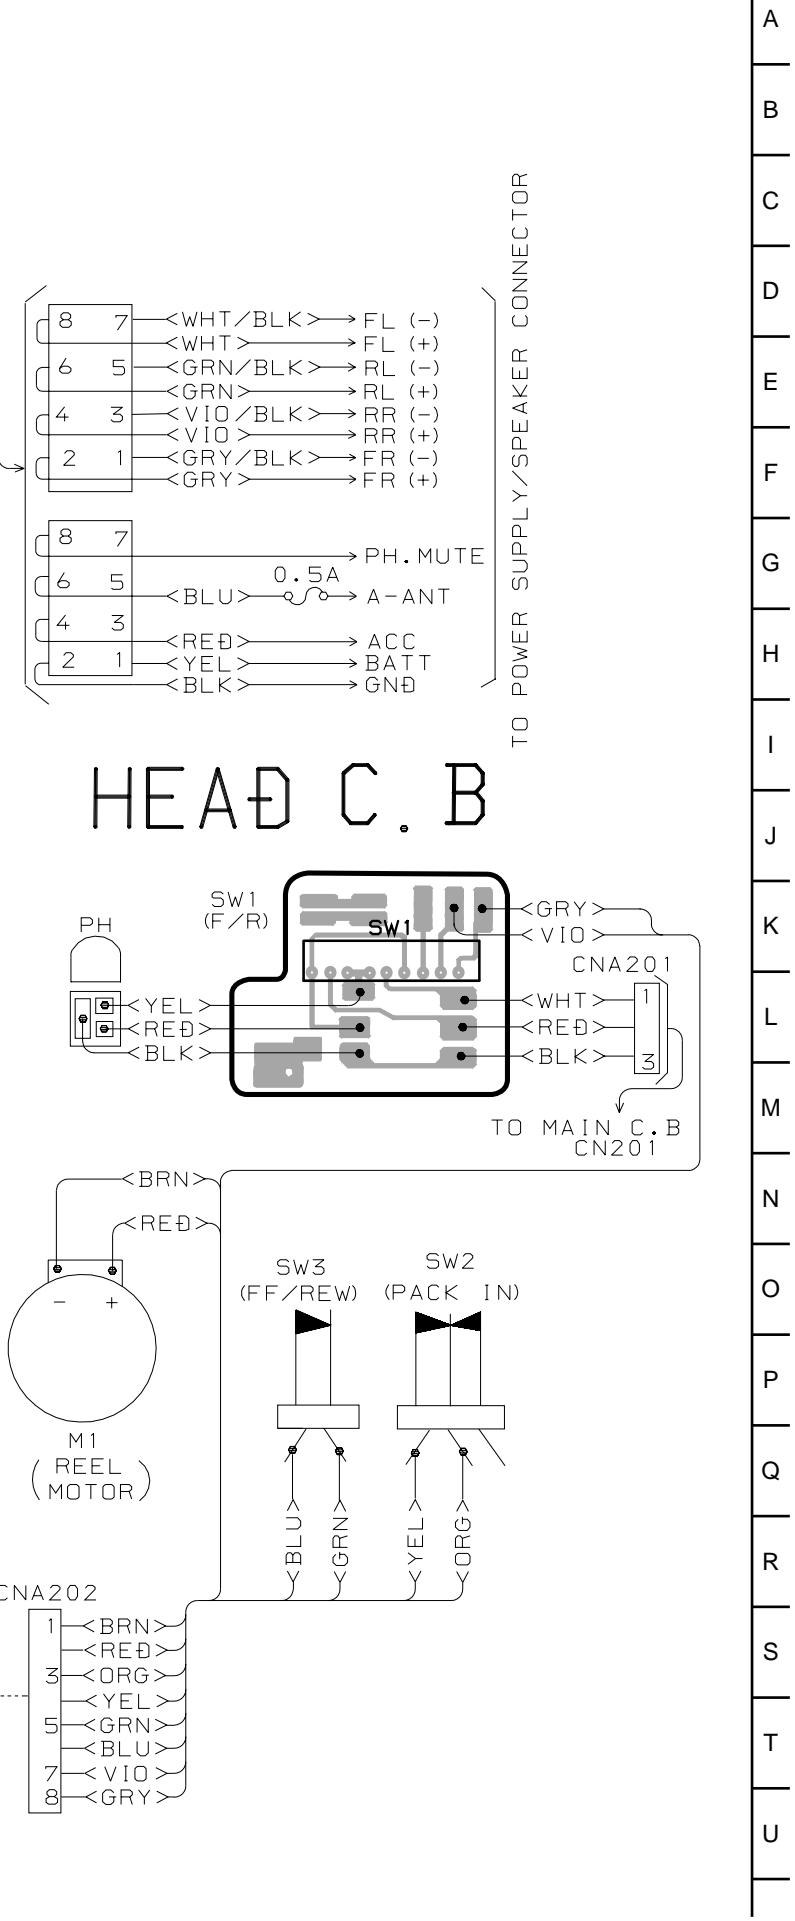 A
B
C
D
E
F
G
H
I
J
K
L
M
N
O
P
Q
R
S
T
U
TO POWER SUPPLY/SPEAKER CONNECTOR
8 7 WHT/BLK FL (-)
WHT FL (+)
6 5 GRN/BLK RL (-)
GRN RL (+)
4 3 VIO/BLK RR (-)
VIO RR (+)
2 1 GRY/BLK FR (-)
GRY FR (+)
8 7 PH.MUTE
0.5A
6 5 BLU A-ANT
4 3
RED ACC
2 1 YEL BATT
BLK GND
HEAD C.B
SW1
(F/R)
PH
SW1
GRY
VIO
CNA201
YEL
RED
BLK
WHT 1
RED
BLK 3
TO MAIN C.B
CN201
BRN
RED
- +
M1
(REEL
MOTOR)
SW3
(FF/REW)
SW2
(PACK IN)
BLU
GRN
YEL
ORG
CNA202
1 BRN
RED
3 ORG
YEL
5 GRN
BLU
7 VIO
8 GRY